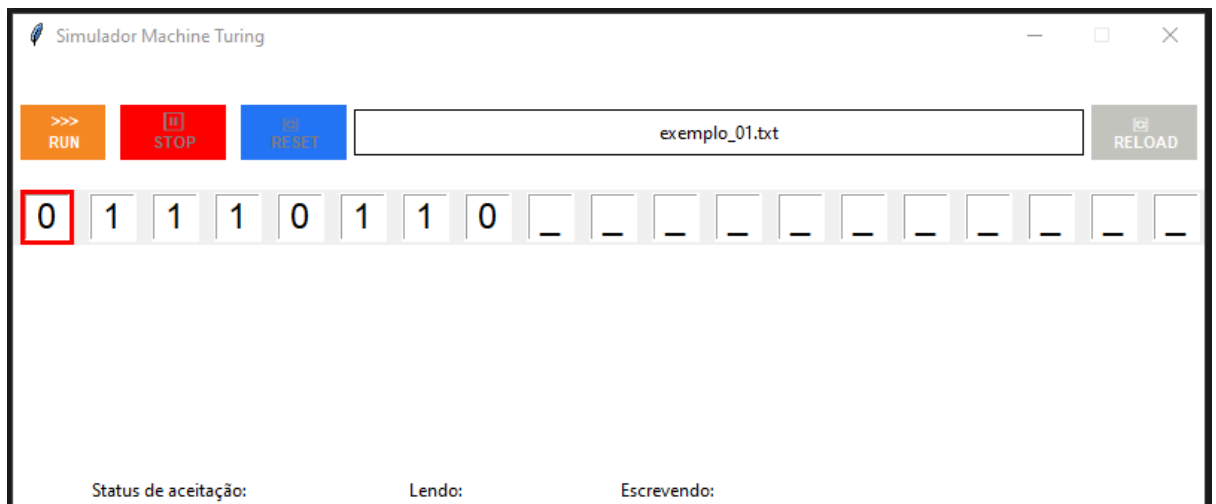 Simulador Machine Turing
>>> RUN
STOP
RESET
exemplo_01.txt
RELOAD
0 1 1 1 0 1 1 0 _ _ _ _ _ _ _ _ _ _ _
Status de aceitação: Lendo: Escrevendo: